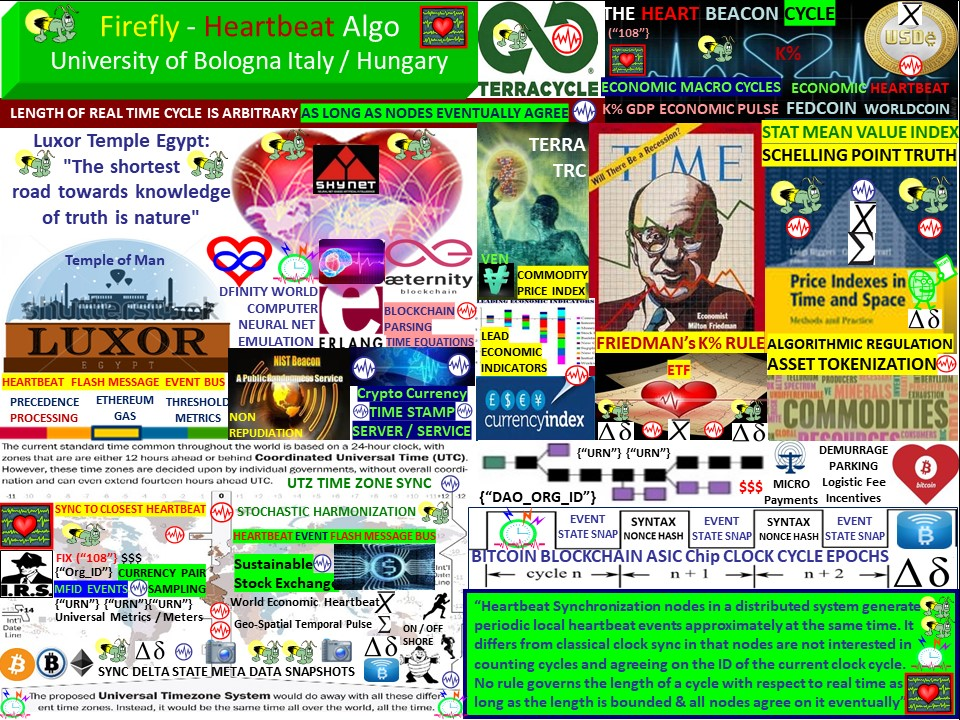 Firefly - Heartbeat Algo
University of Bologna Italy / Hungary
TERRACYCLE
THE HEART BEACON CYCLE
{“108”}
K%
X
USDe
ECONOMIC MACRO CYCLES
ECONOMIC HEARTBEAT
K% GDP ECONOMIC PULSE
FEDCOIN WORLDCOIN
LENGTH OF REAL TIME CYCLE IS ARBITRARY AS LONG AS NODES EVENTUALLY AGREE
Luxor Temple Egypt:
"The shortest
road towards knowledge
of truth is nature"
SHYNET
TERRA
TRC
TIME
Will There Be a Recession?
Economist
Milton Friedman
STAT MEAN VALUE INDEX
SCHELLING POINT TRUTH
X
Σ
Price Indexes in
Time and Space
Methods and Practice
Δδ
Temple of Man
shutterstock
LUXOR
EGYPT
DFINITY WORLD
COMPUTER
NEURAL NET
EMULATION
æternity
blockchain
e
ERLANG
BLOCKCHAIN
PARSING
TIME EQUATIONS
VEN
COMMODITY
PRICE INDEX
LEADING ECONOMIC INDICATORS
LEAD
ECONOMIC
INDICATORS
£ $ € ¥
currencyindex
FRIEDMAN’s K% RULE
ETF
Δδ
X
Δδ
ALGORITHMIC REGULATION
ASSET TOKENIZATION
COMMODITIES
RESOURCES
HEARTBEAT FLASH MESSAGE EVENT BUS
PRECEDENCE
PROCESSING
ETHEREUM
GAS
THRESHOLD
METRICS
NIST Beacon
A Public Randomness Service
NON
REPUDIATION
Crypto Currency
TIME STAMP
SERVER / SERVICE
The current standard time common throughout the world is based on a 24-hour clock, with
zones that are are either 12 hours ahead or behind Coordinated Universal Time (UTC).
However, these time zones are decided upon by individual governments, without overall coordi-
nation and can even extend fourteen hours ahead UTC.
UTZ TIME ZONE SYNC
{“URN”} {“URN”}
{“DAO_ORG_ID”}
$$$
MICRO
Payments
DEMURRAGE
PARKING
Logistic Fee
Incentives
bitcoin
SYNC TO CLOSEST HEARTBEAT
STOCHASTIC HARMONIZATION
FIX {“108”} $$$
{“Org_ID”} CURRENCY PAIR
MFID EVENTS SAMPLING
{“URN”} {“URN”}{“URN”}
Universal Metrics / Meters
I.R.S.
HEARTBEAT EVENT FLASH MESSAGE BUS
Sustainable
Stock Exchange
World Economic Heartbeat
X
Geo-Spatial Temporal Pulse
Σ
ON / OFF
SHORE
Int'l
Date
Line
Δδ
Δδ
SYNC DELTA STATE META DATA SNAPSHOTS
The proposed Universal Timezone System would do away with all these differ-
ent time zones. Instead, it would be the same time all over the world, all the time.
EVENT
STATE SNAP
SYNTAX
NONCE HASH
EVENT
STATE SNAP
SYNTAX
NONCE HASH
EVENT
STATE SNAP
BITCOIN BLOCKCHAIN ASIC Chip CLOCK CYCLE EPOCHS
cycle n
n + 1
n + 2
Δδ
“Heartbeat Synchronization nodes in a distributed system generate
periodic local heartbeat events approximately at the same time. It
differs from classical clock sync in that nodes are not interested in
counting cycles and agreeing on the ID of the current clock cycle.
No rule governs the length of a cycle with respect to real time as
long as the length is bounded & all nodes agree on it eventually”